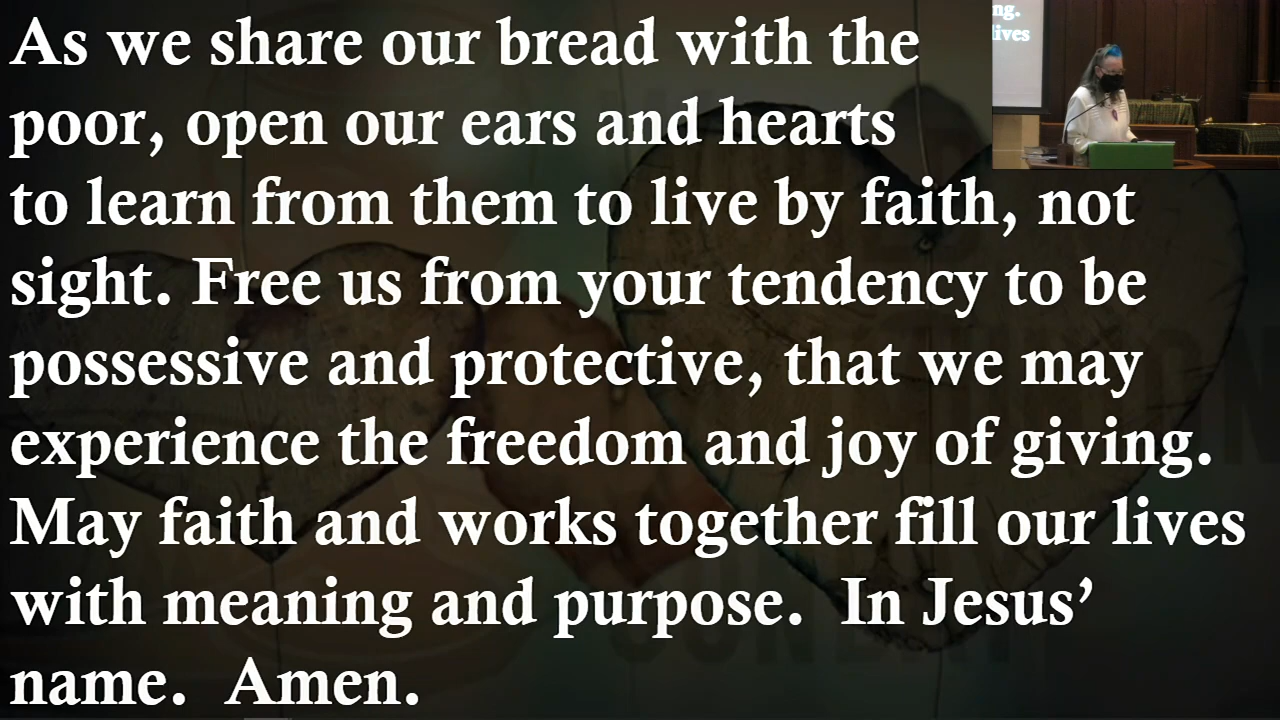 As we share our bread with the
poor, open our ears and hearts
to learn from them to live by faith, not
sight. Free us from your tendency to be
possessive and protective, that we may
experience the freedom and joy of giving.
May faith and works together fill our lives
with meaning and purpose.  In Jesus’
name.  Amen.
ng.
lives